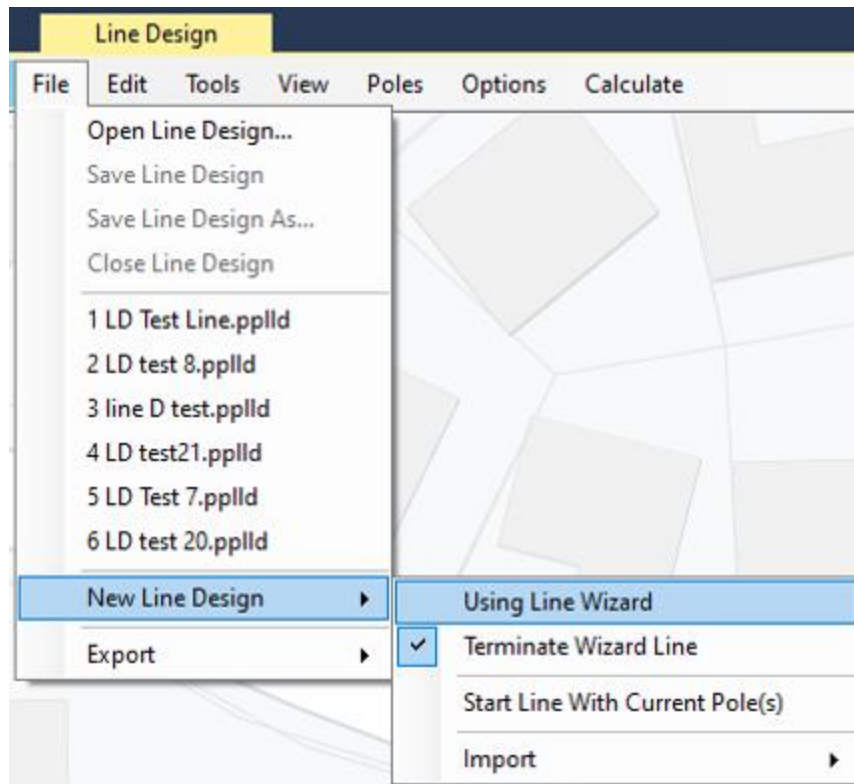 Line Design
File Edit Tools View Poles Options Calculate
Open Line Design...
Save Line Design
Save Line Design As...
Close Line Design
1 LD Test Line.pplld
2 LD test 8.pplld
3 line D test.pplld
4 LD test21.pplld
5 LD Test 7.pplld
6 LD test 20.pplld
New Line Design
Export
Using Line Wizard
Terminate Wizard Line
Start Line With Current Pole(s)
Import